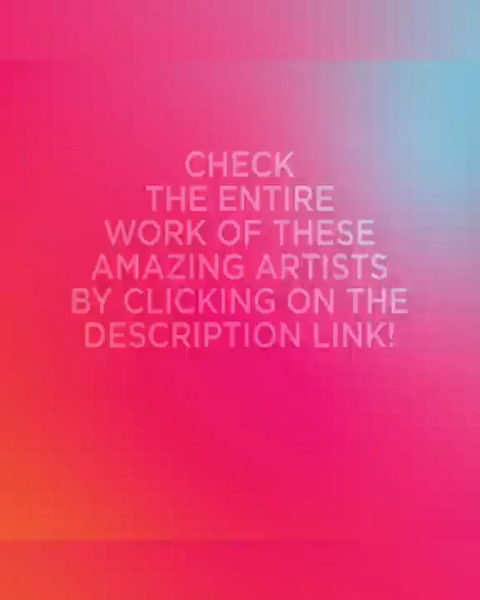 CHECK
THE ENTIRE
WORK OF THESE
AMAZING ARTISTS
BY CLICKING ON THE
DESCRIPTION LINK!